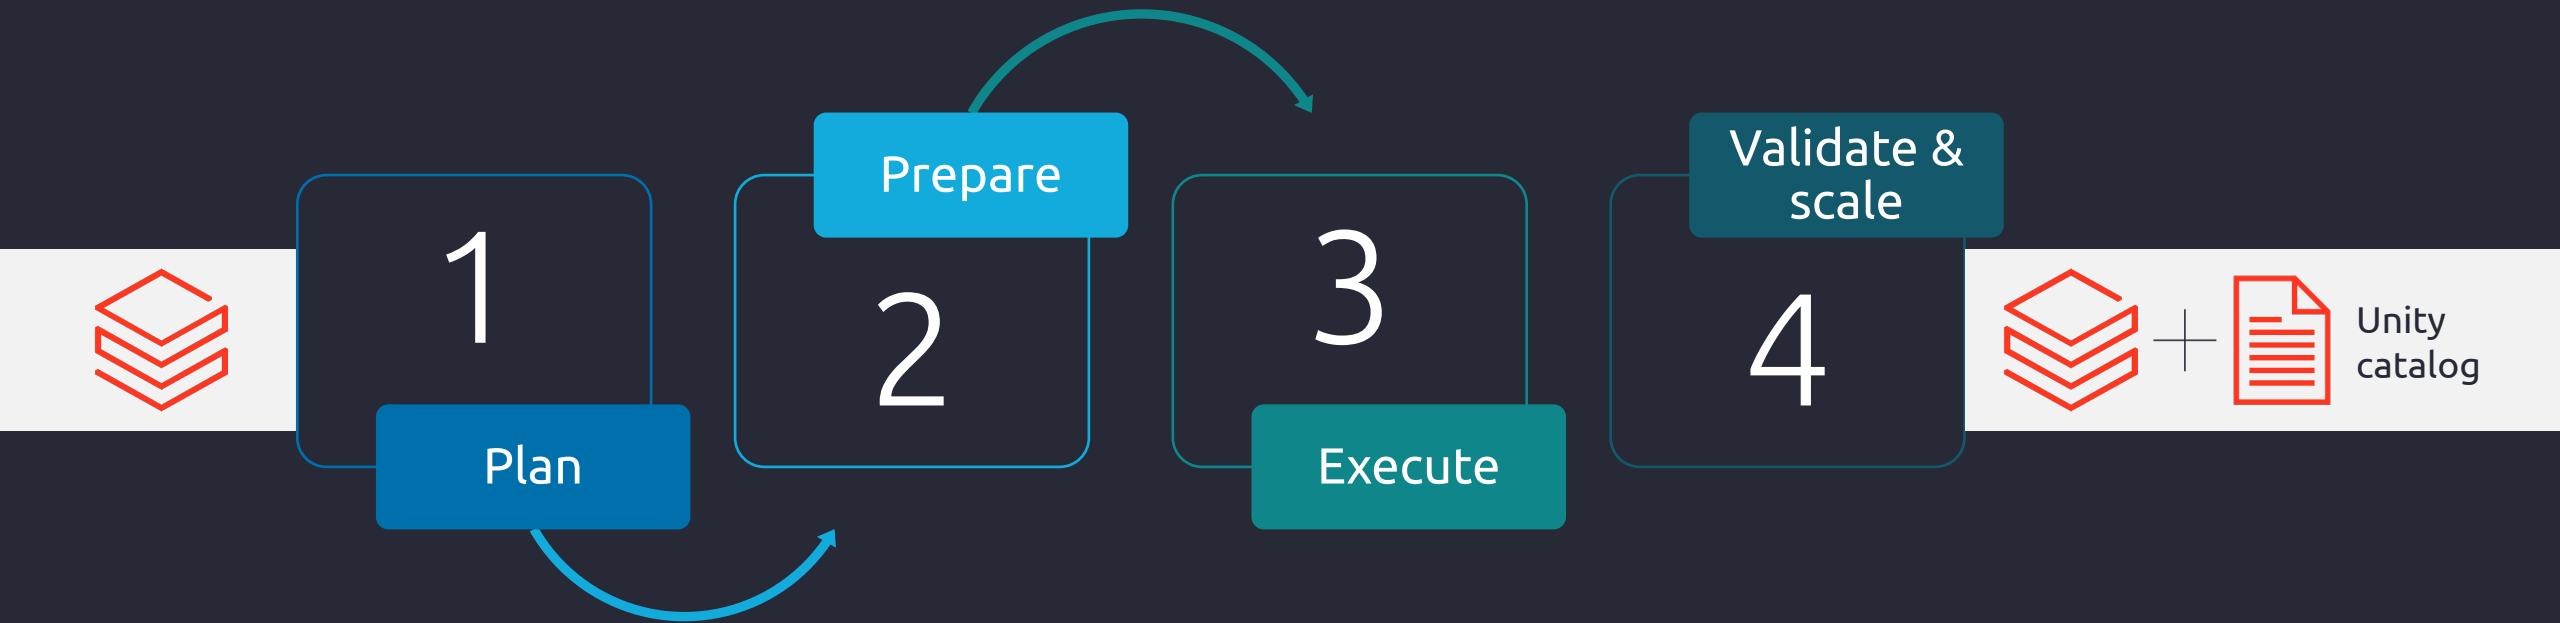 1
Plan
Prepare
2
3
Execute
Validate &
scale
4
Unity
catalog